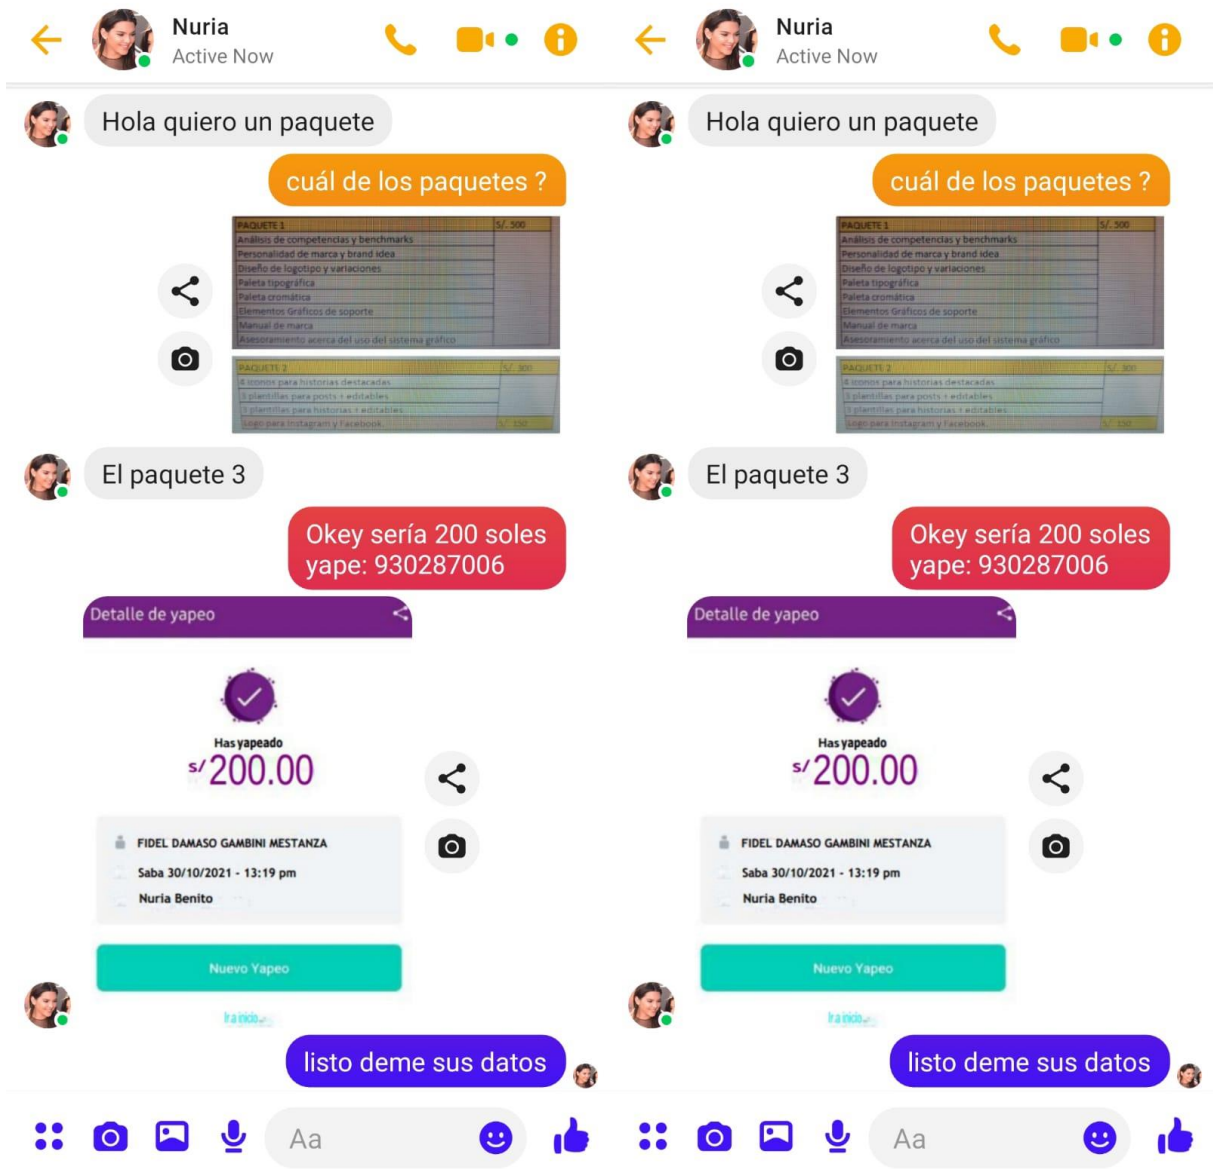 Nuria
Active Now
Hola quiero un paquete
cuál de los paquetes ?
PAQUETE 1 S/. 500
Análisis de competencias y benchmarks
Personalidad de marca y brand idea
Diseño de logotipo y variaciones
Paleta tipográfica
Paleta cromática
Elementos Gráficos de soporte
Manual de marca
Asesoramiento acerca del uso del sistema gráfico
PAQUETE 2 S/. 300
4 iconos para historias destacadas
3 plantillas para posts + editables
3 plantillas para historias + editables
Logo para Instagram y Facebook. S/. 150
El paquete 3
Okey sería 200 soles
yape: 930287006
Detalle de yapeo
Has yapeado
s/200.00
FIDEL DAMASO GAMBINI MESTANZA
Saba 30/10/2021 - 13:19 pm
Nuria Benito
Nuevo Yapeo
Ir a inicio
listo deme sus datos
Aa
Nuria
Active Now
Hola quiero un paquete
cuál de los paquetes ?
PAQUETE 1 S/. 500
Análisis de competencias y benchmarks
Personalidad de marca y brand idea
Diseño de logotipo y variaciones
Paleta tipográfica
Paleta cromática
Elementos Gráficos de soporte
Manual de marca
Asesoramiento acerca del uso del sistema gráfico
PAQUETE 2 S/. 300
4 iconos para historias destacadas
3 plantillas para posts + editables
3 plantillas para historias + editables
Logo para Instagram y Facebook. S/. 150
El paquete 3
Okey sería 200 soles
yape: 930287006
Detalle de yapeo
Has yapeado
s/200.00
FIDEL DAMASO GAMBINI MESTANZA
Saba 30/10/2021 - 13:19 pm
Nuria Benito
Nuevo Yapeo
Ir a inicio
listo deme sus datos
Aa